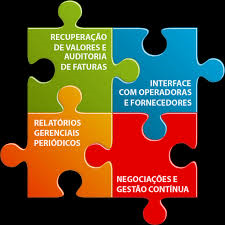 RECUPERAÇÃO
DE VALORES E
AUDITORIA
DE FATURAS
INTERFACE
COM OPERADORAS
E FORNECEDORES
RELATÓRIOS
GERENCIAIS
PERIÓDICOS
NEGOCIAÇÕES E
GESTÃO CONTÍNUA